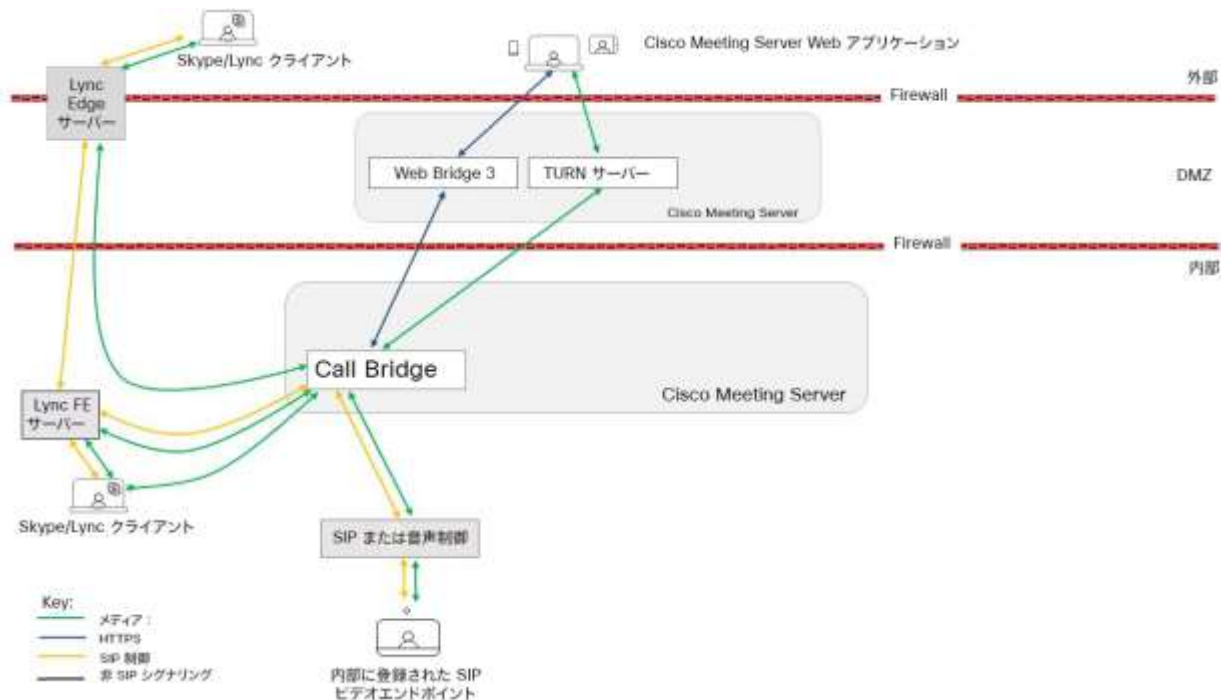 Skype/Lync クライアント
Cisco Meeting Server Web アプリケーション
外部
Lync
Edge
サーバー
Firewall
Web Bridge 3
TURN サーバー
DMZ
Cisco Meeting Server
Firewall
内部
Call Bridge
Cisco Meeting Server
Lync FE
サーバー
Skype/Lync クライアント
SIP または音声制御
Key:
メディア :
HTTPS
SIP 制御
非 SIP シグナリング
内部に登録された SIP
ビデオエンドポイント